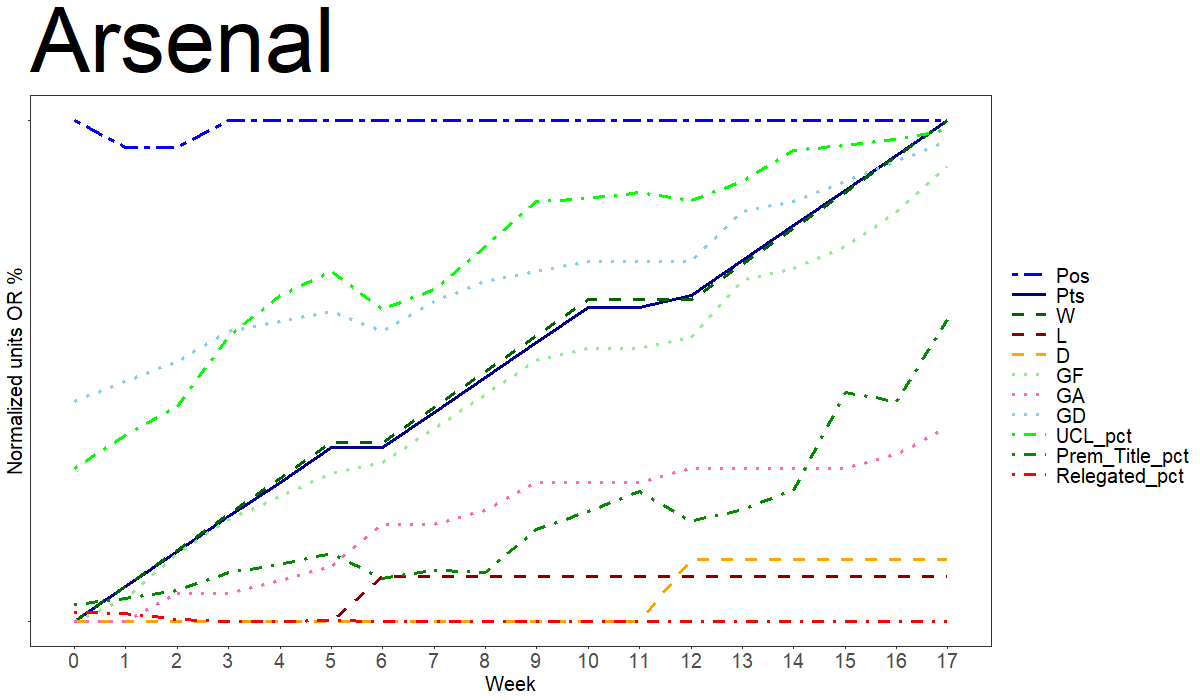 Arsenal
Normalized units OR %
0 1 2 3 4 5 6 7 8 9 10 11 12 13 14 15 16 17
Week
Pos
Pts
W
L
D
GF
GA
GD
UCL_pct
Prem_Title_pct
Relegated_pct